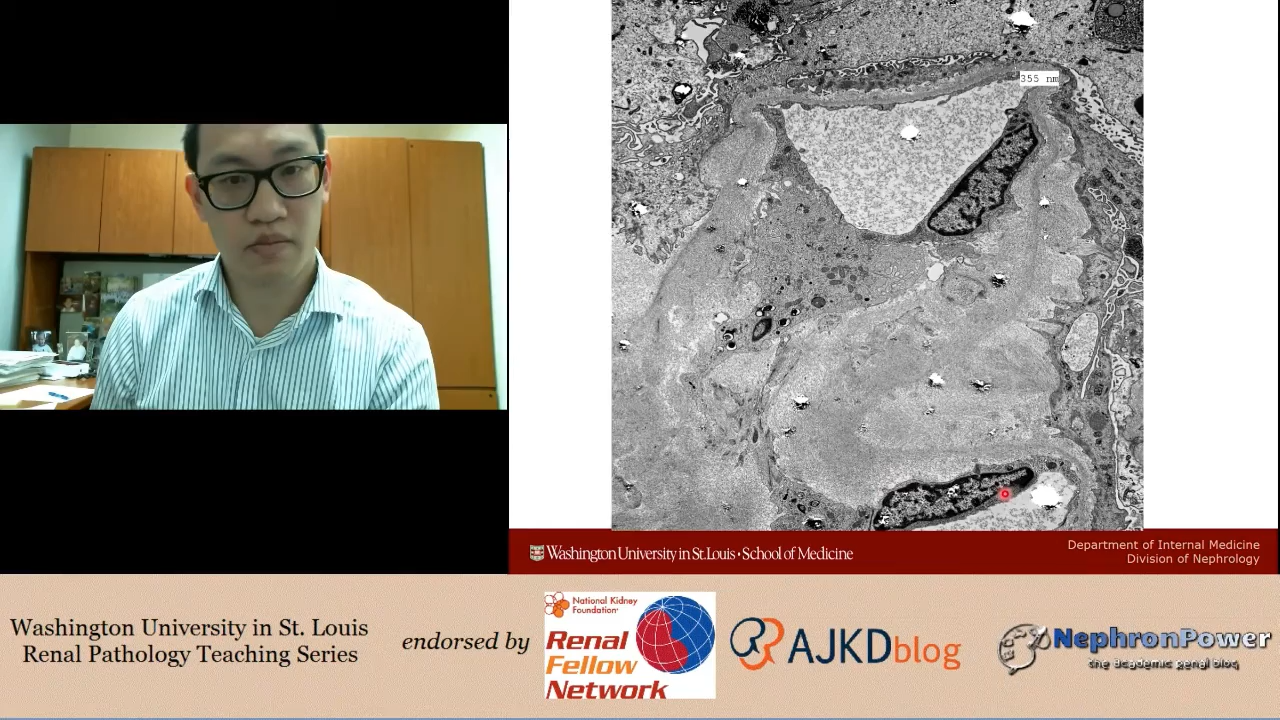 355 nm
Washington University in St. Louis • School of Medicine
Department of Internal Medicine
Division of Nephrology
Washington University in St. Louis
Renal Pathology Teaching Series
endorsed by
National Kidney
Foundation
Renal
Fellow
Network
AJKDblog
NephronPower
the academic renal blog